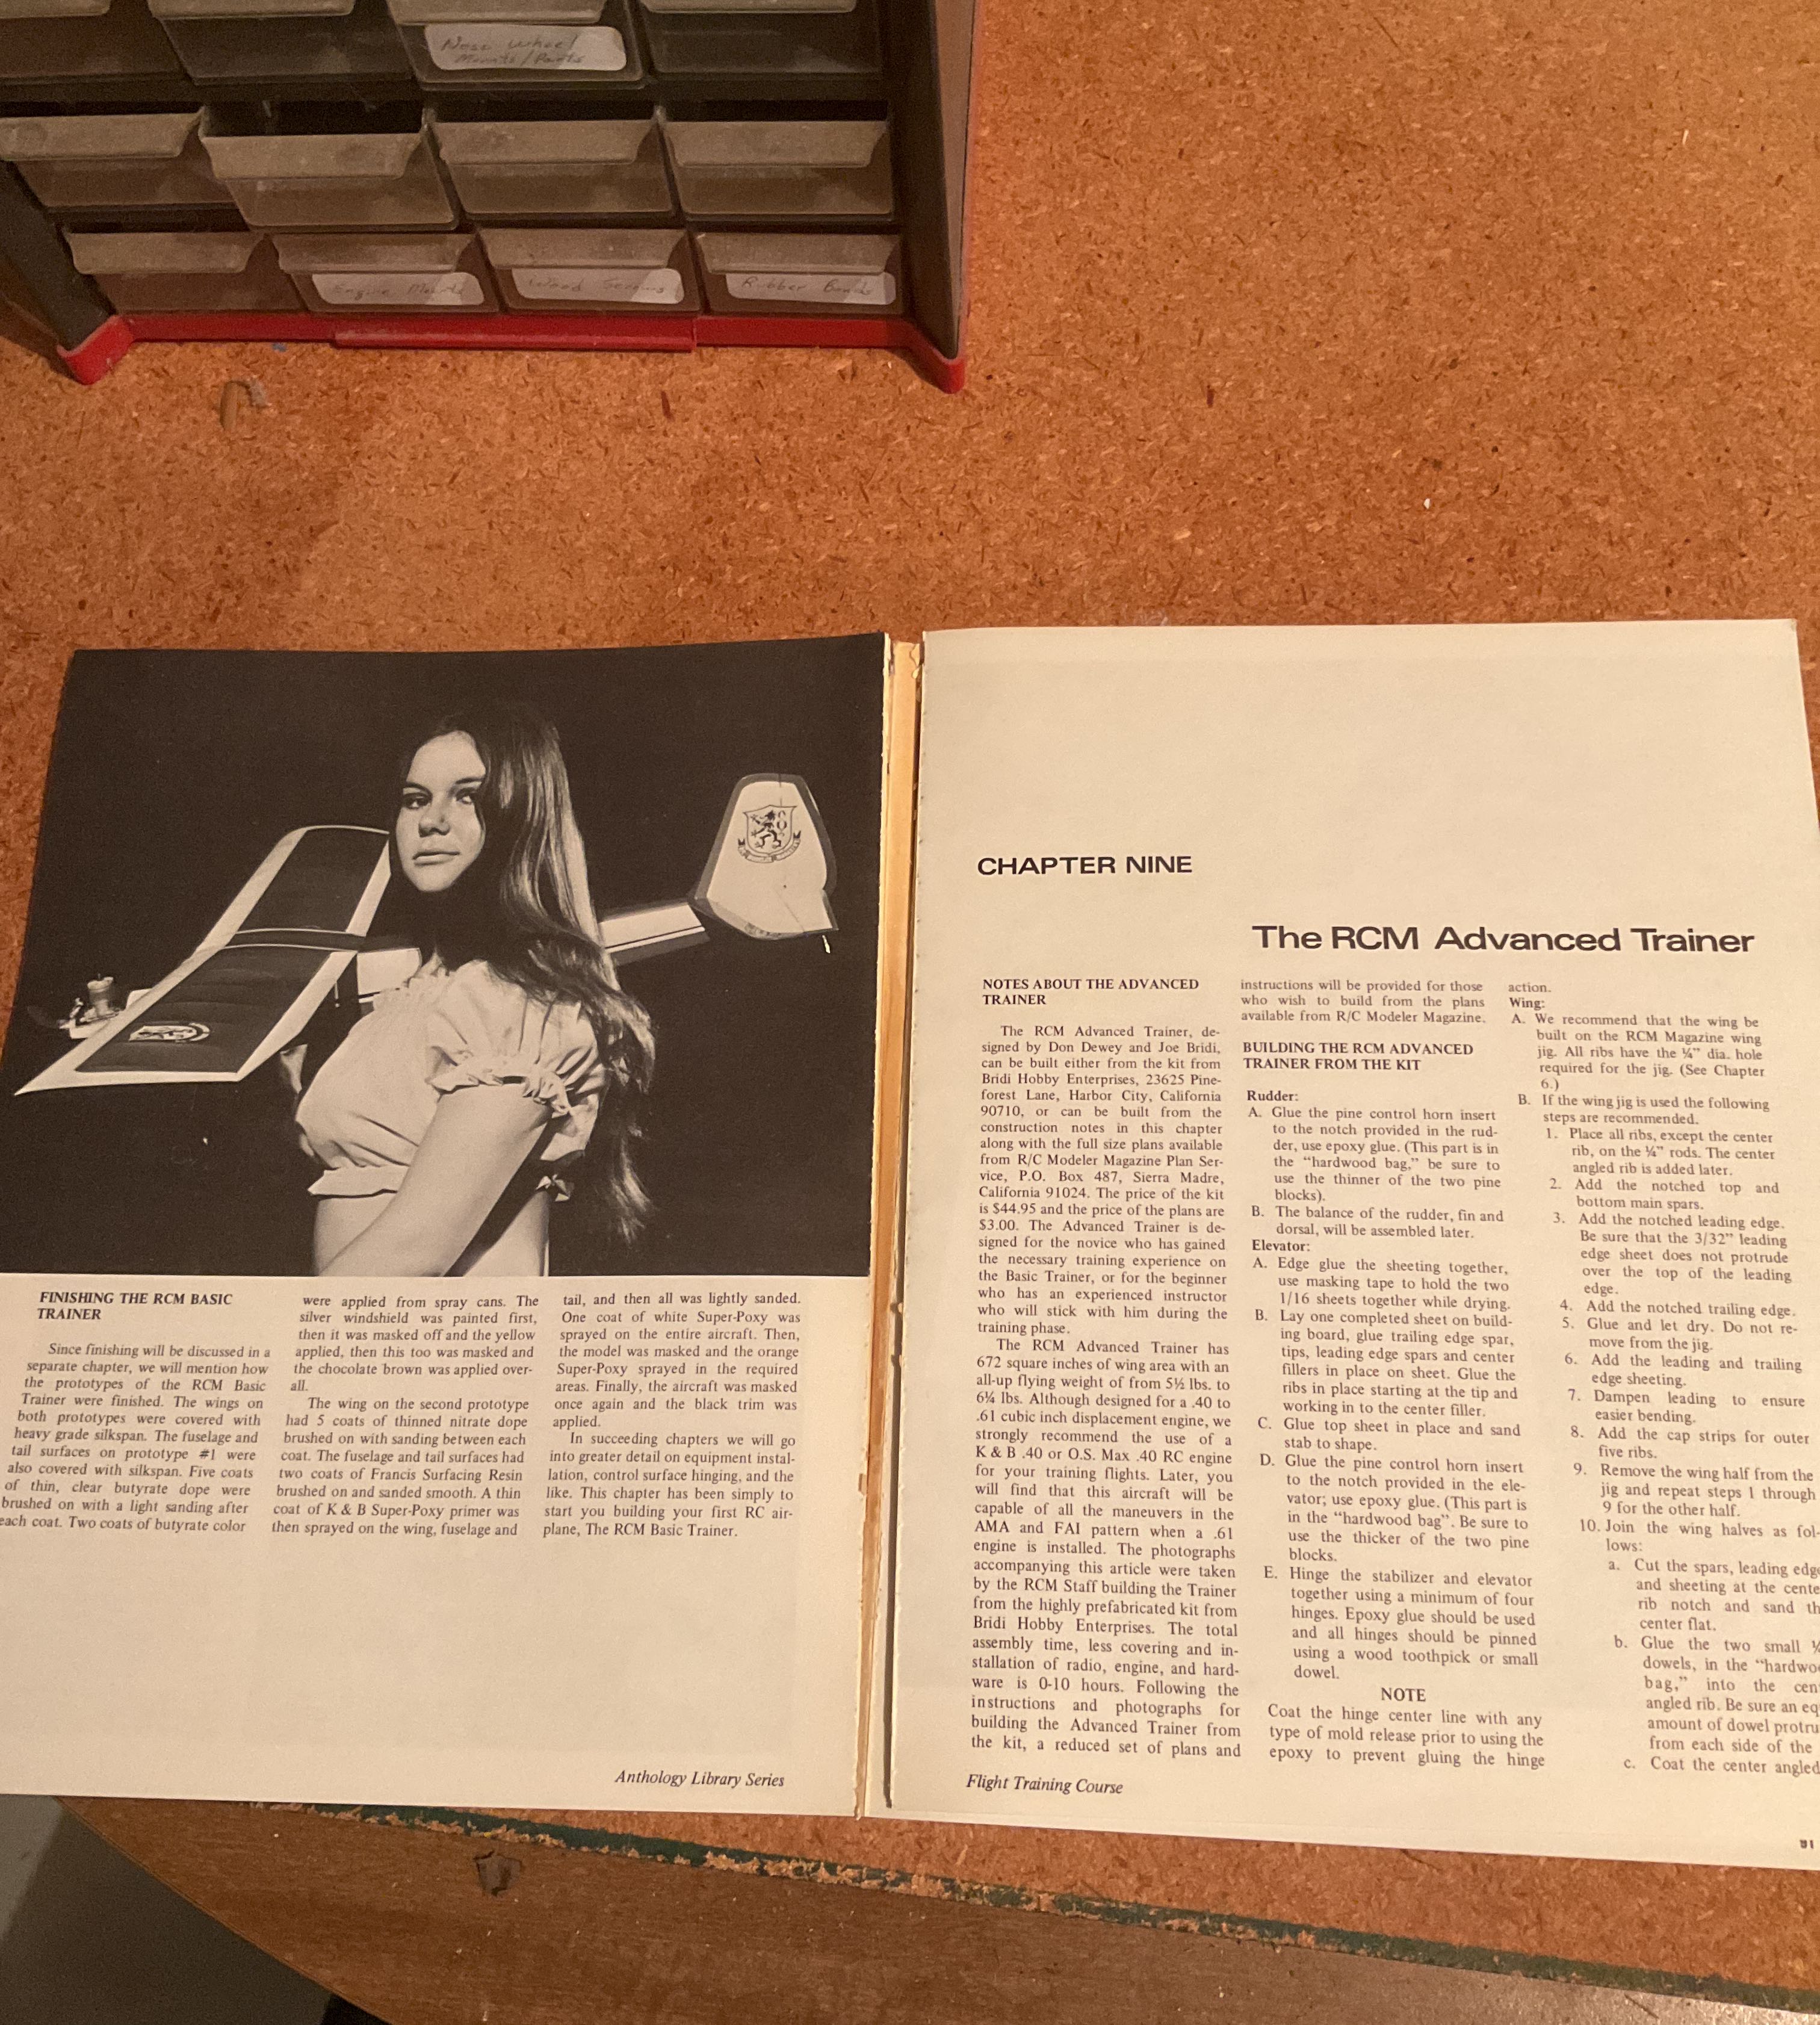 Nose Wheel
Mounts/Parts
Engine Mounts
Wood Screws
Rubber Bands
FINISHING THE RCM BASIC
TRAINER
Since finishing will be discussed in a
separate chapter, we will mention how
the prototypes of the RCM Basic
Trainer were finished. The wings on
both prototypes were covered with
heavy grade silkspan. The fuselage and
tail surfaces on prototype #1 were
also covered with silkspan. Five coats
of thin, clear butyrate dope were
brushed on with a light sanding after
each coat. Two coats of butyrate color
were applied from spray cans. The
silver windshield was painted first,
then it was masked off and the yellow
applied, then this too was masked and
the chocolate brown was applied over-
all.
The wing on the second prototype
had 5 coats of thinned nitrate dope
brushed on with sanding between each
coat. The fuselage and tail surfaces had
two coats of Francis Surfacing Resin
brushed on and sanded smooth. A thin
coat of K & B Super-Poxy primer was
then sprayed on the wing, fuselage and
tail, and then all was lightly sanded.
One coat of white Super-Poxy was
sprayed on the entire aircraft. Then,
the model was masked and the orange
Super-Poxy sprayed in the required
areas. Finally, the aircraft was masked
once again and the black trim was
applied.
In succeeding chapters we will go
into greater detail on equipment instal-
lation, control surface hinging, and the
like. This chapter has been simply to
start you building your first RC air-
plane, The RCM Basic Trainer.
Anthology Library Series
CHAPTER NINE
The RCM Advanced Trainer
NOTES ABOUT THE ADVANCED
TRAINER
The RCM Advanced Trainer, de-
signed by Don Dewey and Joe Bridi,
can be built either from the kit from
Bridi Hobby Enterprises, 23625 Pine-
forest Lane, Harbor City, California
90710, or can be built from the
construction notes in this chapter
along with the full size plans available
from R/C Modeler Magazine Plan Ser-
vice, P.O. Box 487, Sierra Madre,
California 91024. The price of the kit
is $44.95 and the price of the plans are
$3.00. The Advanced Trainer is de-
signed for the novice who has gained
the necessary training experience on
the Basic Trainer, or for the beginner
who has an experienced instructor
who will stick with him during the
training phase.
The RCM Advanced Trainer has
672 square inches of wing area with an
all-up flying weight of from 5½ lbs. to
6¼ lbs. Although designed for a .40 to
.61 cubic inch displacement engine, we
strongly recommend the use of a
K & B .40 or O.S. Max .40 RC engine
for your training flights. Later, you
will find that this aircraft will be
capable of all the maneuvers in the
AMA and FAI pattern when a .61
engine is installed. The photographs
accompanying this article were taken
by the RCM Staff building the Trainer
from the highly prefabricated kit from
Bridi Hobby Enterprises. The total
assembly time, less covering and in-
stallation of radio, engine, and hard-
ware is 0-10 hours. Following the
instructions and photographs for
building the Advanced Trainer from
the kit, a reduced set of plans and
instructions will be provided for those
who wish to build from the plans
available from R/C Modeler Magazine.
BUILDING THE RCM ADVANCED
TRAINER FROM THE KIT
Rudder:
A. Glue the pine control horn insert
to the notch provided in the rud-
der, use epoxy glue. (This part is in
the "hardwood bag," be sure to
use the thinner of the two pine
blocks).
B. The balance of the rudder, fin and
dorsal, will be assembled later.
Elevator:
A. Edge glue the sheeting together,
use masking tape to hold the two
1/16 sheets together while drying.
B. Lay one completed sheet on build-
ing board, glue trailing edge spar,
tips, leading edge spars and center
fillers in place on sheet. Glue the
ribs in place starting at the tip and
working in to the center filler.
C. Glue top sheet in place and sand
stab to shape.
D. Glue the pine control horn insert
to the notch provided in the ele-
vator; use epoxy glue. (This part is
in the "hardwood bag". Be sure to
use the thicker of the two pine
blocks.
E. Hinge the stabilizer and elevator
together using a minimum of four
hinges. Epoxy glue should be used
and all hinges should be pinned
using a wood toothpick or small
dowel.
NOTE
Coat the hinge center line with any
type of mold release prior to using the
epoxy to prevent gluing the hinge
action.
Wing:
A. We recommend that the wing be
built on the RCM Magazine wing
jig. All ribs have the ¼" dia. hole
required for the jig. (See Chapter
6.)
B. If the wing jig is used the following
steps are recommended.
1. Place all ribs, except the center
rib, on the ¼" rods. The center
angled rib is added later.
2. Add the notched top and
bottom main spars.
3. Add the notched leading edge.
Be sure that the 3/32" leading
edge sheet does not protrude
over the top of the leading
edge.
4. Add the notched trailing edge.
5. Glue and let dry. Do not re-
move from the jig.
6. Add the leading and trailing
edge sheeting.
7. Dampen leading to ensure
easier bending.
8. Add the cap strips for outer
five ribs.
9. Remove the wing half from the
jig and repeat steps 1 through
9 for the other half.
10. Join the wing halves as fol-
lows:
a. Cut the spars, leading edge
and sheeting at the cente
rib notch and sand th
center flat.
b. Glue the two small
dowels, in the "hardwo
bag," into the cen
angled rib. Be sure an eq
amount of dowel protru
from each side of the
c. Coat the center angled
Flight Training Course